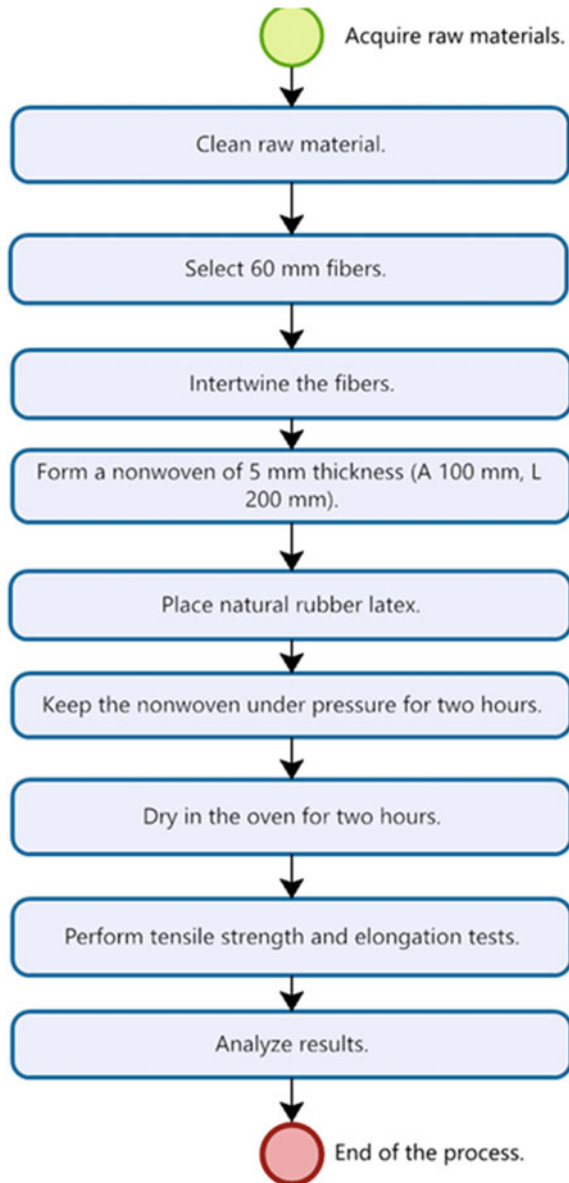 Acquire raw materials.
Clean raw material.
Select 60 mm fibers.
Intertwine the fibers.
Form a nonwoven of 5 mm thickness (A 100 mm, L
200 mm).
Place natural rubber latex.
Keep the nonwoven under pressure for two hours.
Dry in the oven for two hours.
Perform tensile strength and elongation tests.
Analyze results.
End of the process.